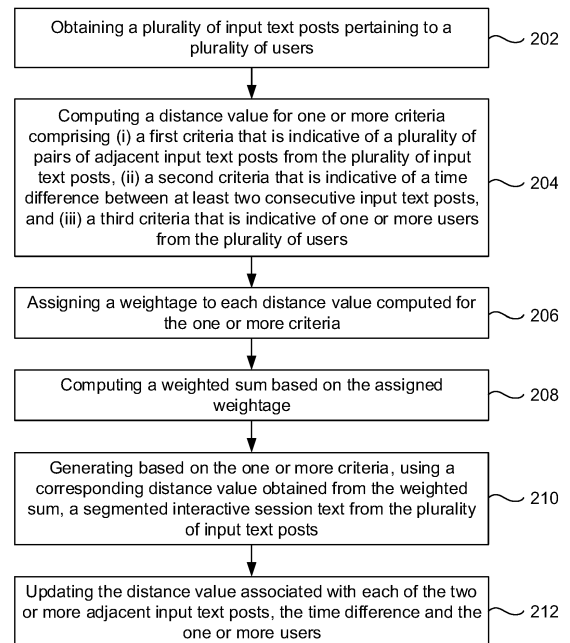 Obtaining a plurality of input text posts pertaining to a
plurality of users
202
Computing a distance value for one or more criteria
comprising (i) a first criteria that is indicative of a plurality of
pairs of adjacent input text posts from the plurality of input
text posts, (ii) a second criteria that is indicative of a time
difference between at least two consecutive input text posts,
and (iii) a third criteria that is indicative of one or more users
from the plurality of users
204
Assigning a weightage to each distance value computed for
the one or more criteria
206
Computing a weighted sum based on the assigned
weightage
208
Generating based on the one or more criteria, using a
corresponding distance value obtained from the weighted
sum, a segmented interactive session text from the plurality
of input text posts
210
Updating the distance value associated with each of the two
or more adjacent input text posts, the time difference and the
one or more users
212